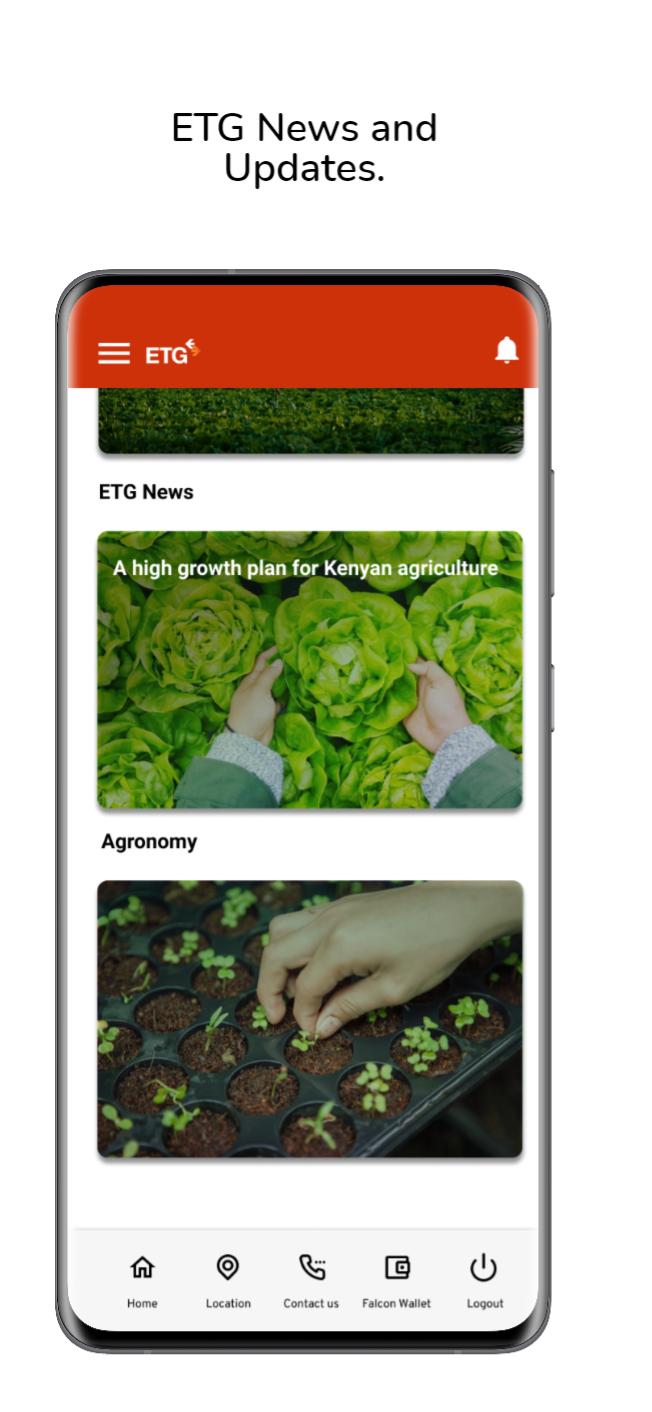 ETG News and
Updates.
ETG
ETG News
A high growth plan for Kenyan agriculture
Agronomy
Home
Location
Contact us
Falcon Wallet
Logout